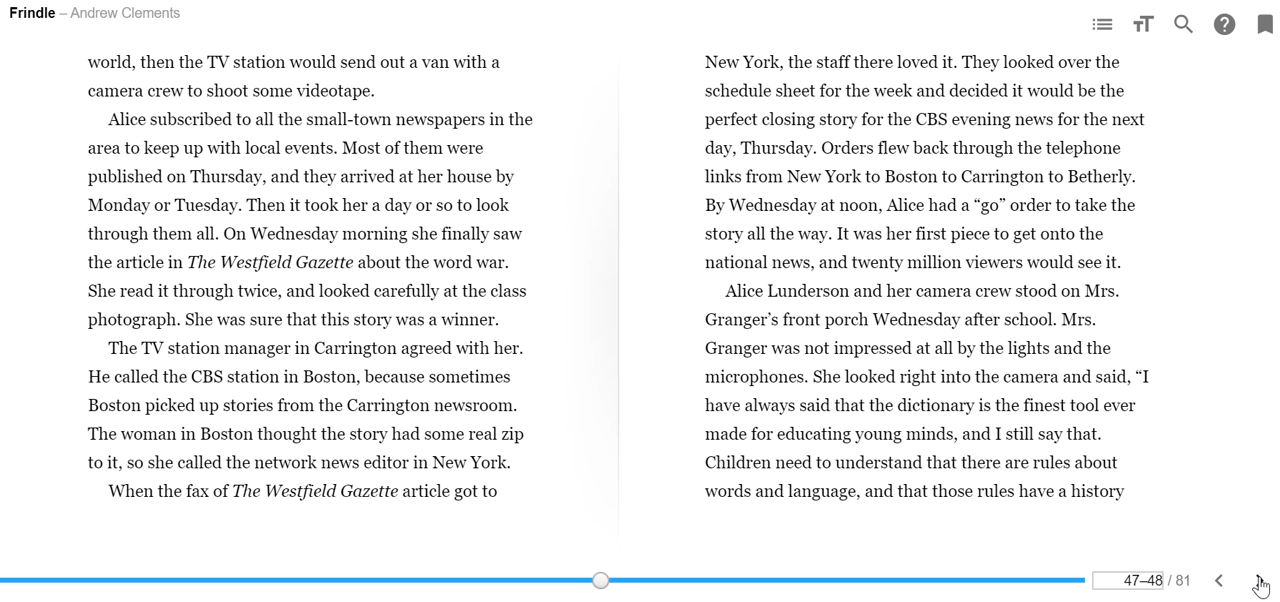 Frindle – Andrew Clements
world, then the TV station would send out a van with a
camera crew to shoot some videotape.
Alice subscribed to all the small-town newspapers in the
area to keep up with local events. Most of them were
published on Thursday, and they arrived at her house by
Monday or Tuesday. Then it took her a day or so to look
through them all. On Wednesday morning she finally saw
the article in The Westfield Gazette about the word war.
She read it through twice, and looked carefully at the class
photograph. She was sure that this story was a winner.
The TV station manager in Carrington agreed with her.
He called the CBS station in Boston, because sometimes
Boston picked up stories from the Carrington newsroom.
The woman in Boston thought the story had some real zip
to it, so she called the network news editor in New York.
When the fax of The Westfield Gazette article got to
New York, the staff there loved it. They looked over the
schedule sheet for the week and decided it would be the
perfect closing story for the CBS evening news for the next
day, Thursday. Orders flew back through the telephone
links from New York to Boston to Carrington to Betherly.
By Wednesday at noon, Alice had a “go” order to take the
story all the way. It was her first piece to get onto the
national news, and twenty million viewers would see it.
Alice Lunderson and her camera crew stood on Mrs.
Granger’s front porch Wednesday after school. Mrs.
Granger was not impressed at all by the lights and the
microphones. She looked right into the camera and said, “I
have always said that the dictionary is the finest tool ever
made for educating young minds, and I still say that.
Children need to understand that there are rules about
words and language, and that those rules have a history
47–48 / 81